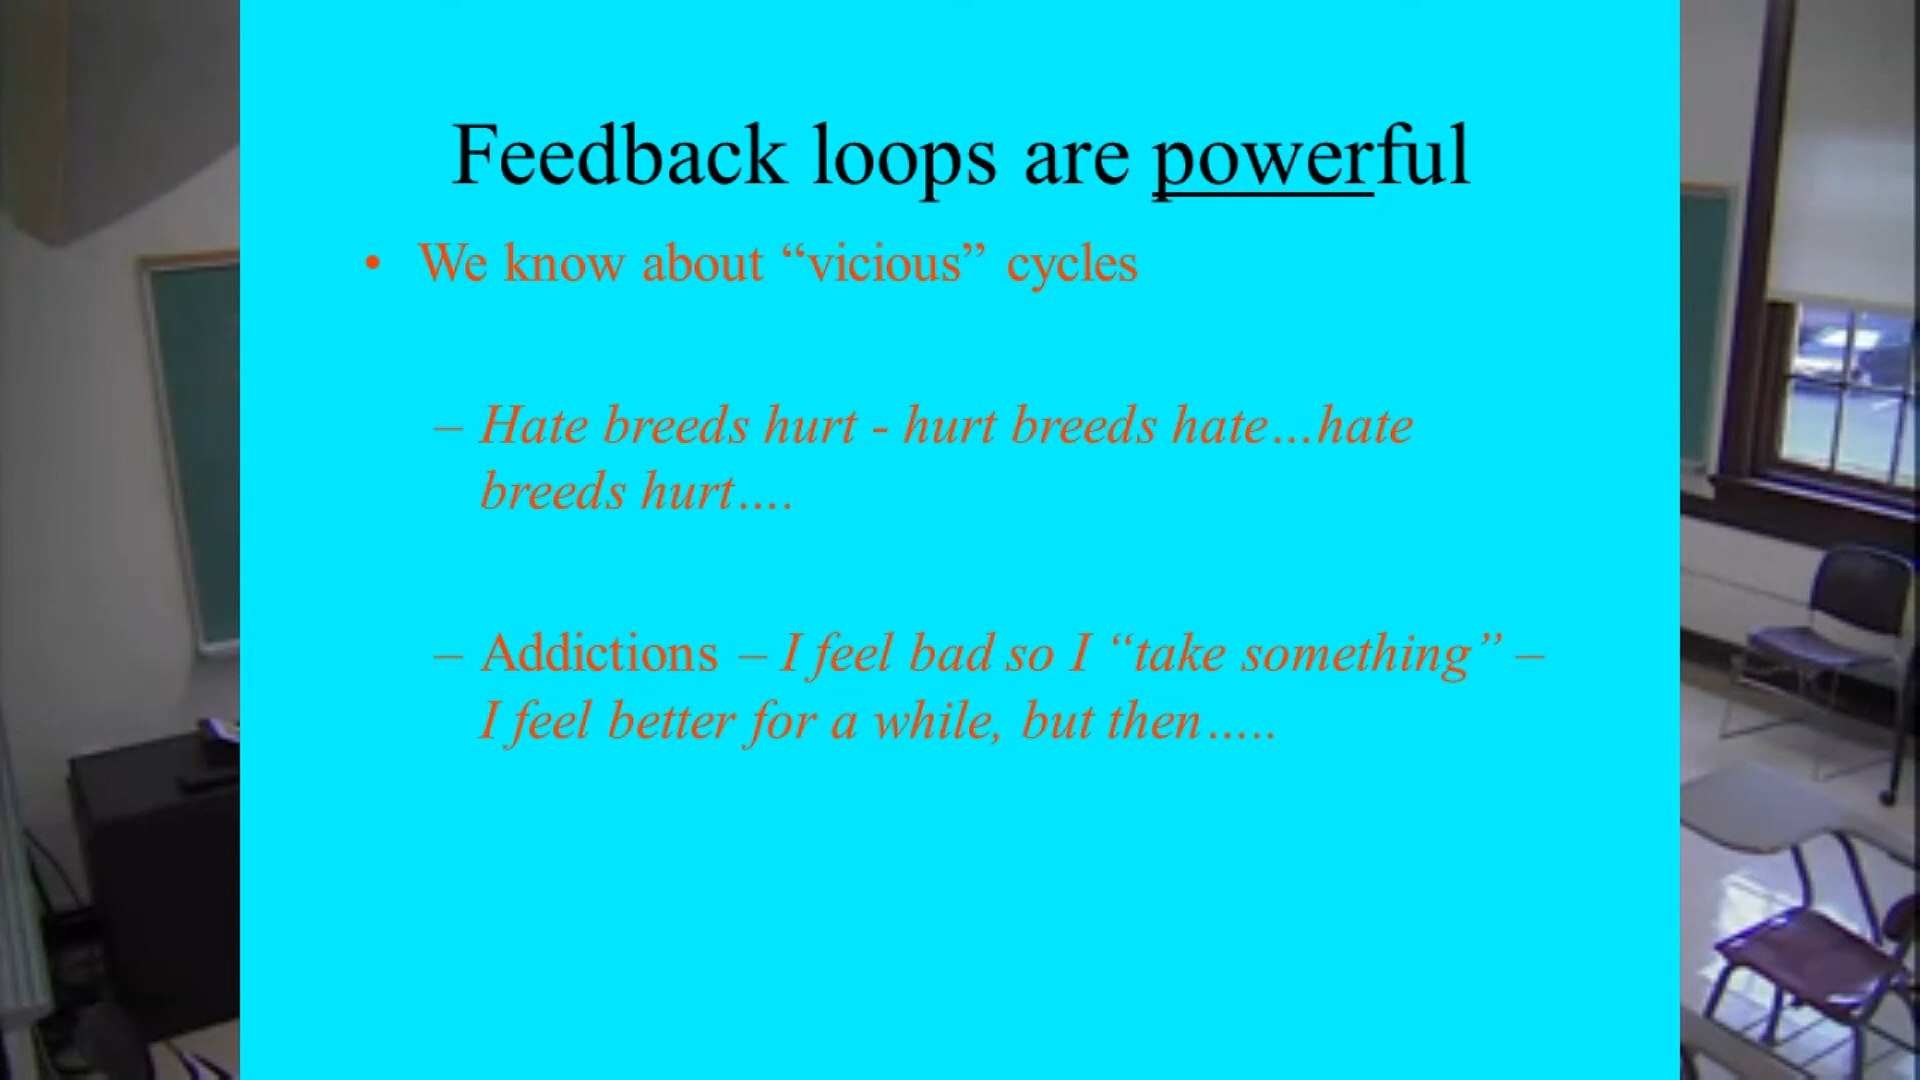 Feedback loops are powerful
• We know about “vicious” cycles
– Hate breeds hurt - hurt breeds hate…hate
breeds hurt….
– Addictions – I feel bad so I “take something” –
I feel better for a while, but then…..